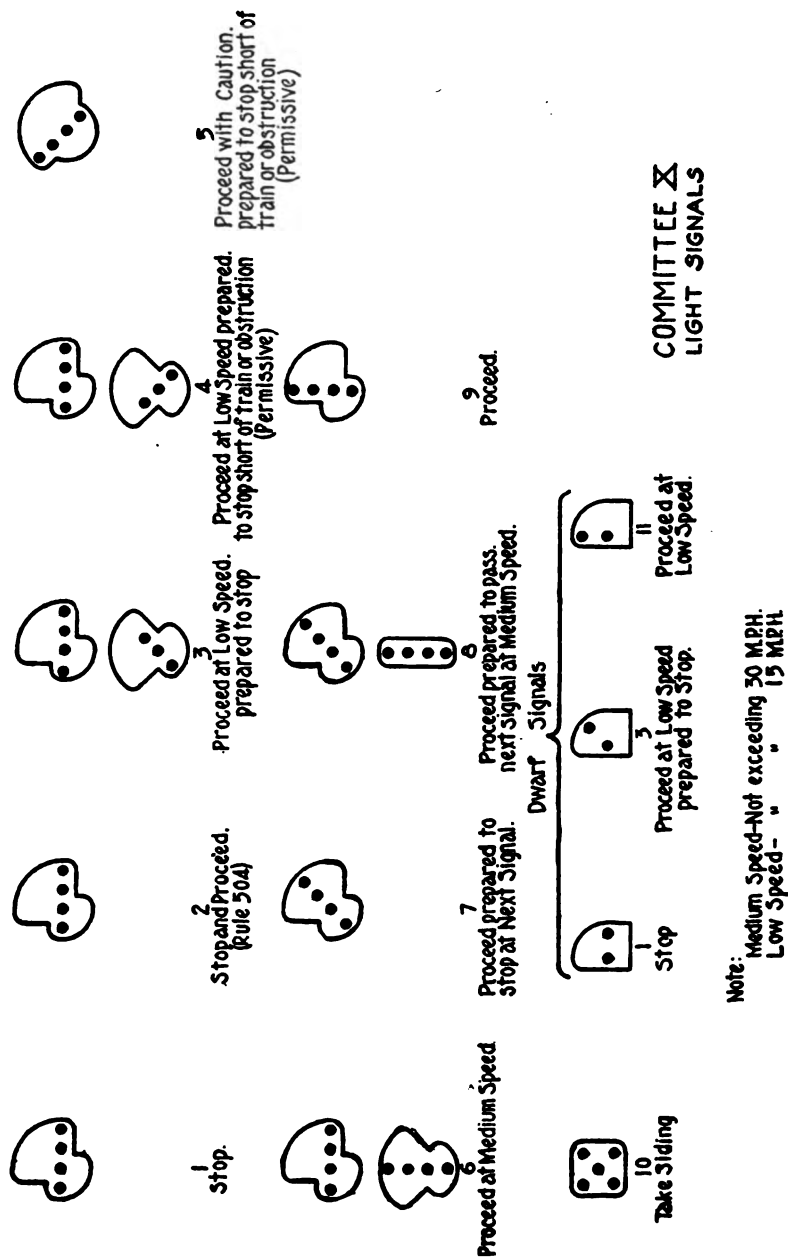 1
Stop.
2
Stop and Proceed.
(Rule 504)
3
Proceed at Low Speed.
prepared to stop
4
Proceed at Low Speed prepared.
to stop short of train or obstruction
(Permissive)
5
Proceed with Caution.
prepared to stop short of
train or obstruction
(Permissive)
6
Proceed at Medium Speed
7
Proceed prepared to
Stop at Next Signal.
8
Proceed prepared to pass.
next signal at Medium Speed.
9
Proceed.
Dwarf Signals
10
Take Siding
1
Stop
3
Proceed at Low Speed
prepared to Stop.
11
Proceed at
Low Speed.
COMMITTEE X
LIGHT SIGNALS
Note:
Medium Speed-Not exceeding 30 M.P.H.
Low Speed- " " 15 M.P.H.